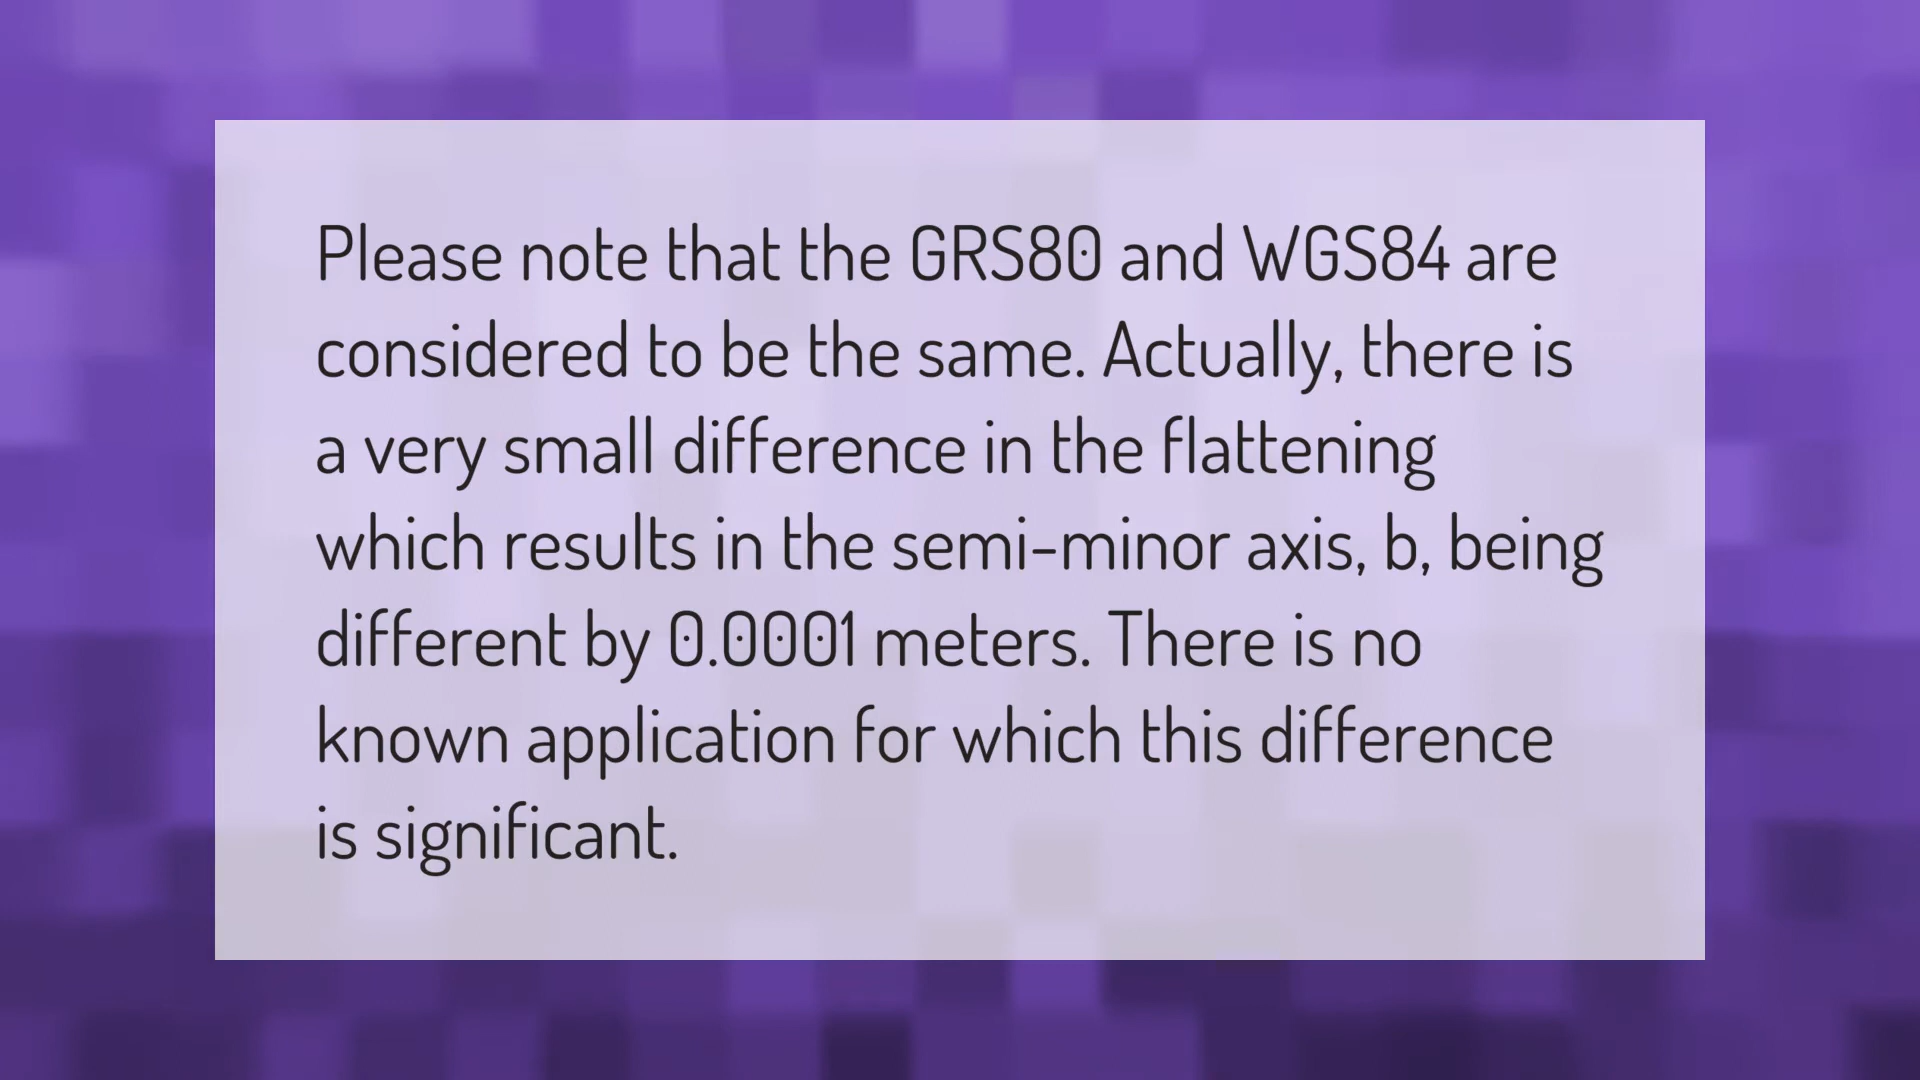 Please note that the GRS80 and WGS84 are
considered to be the same. Actually, there is
a very small difference in the flattening
which results in the semi-minor axis, b, being
different by 0.0001 meters. There is no
known application for which this difference
is significant.